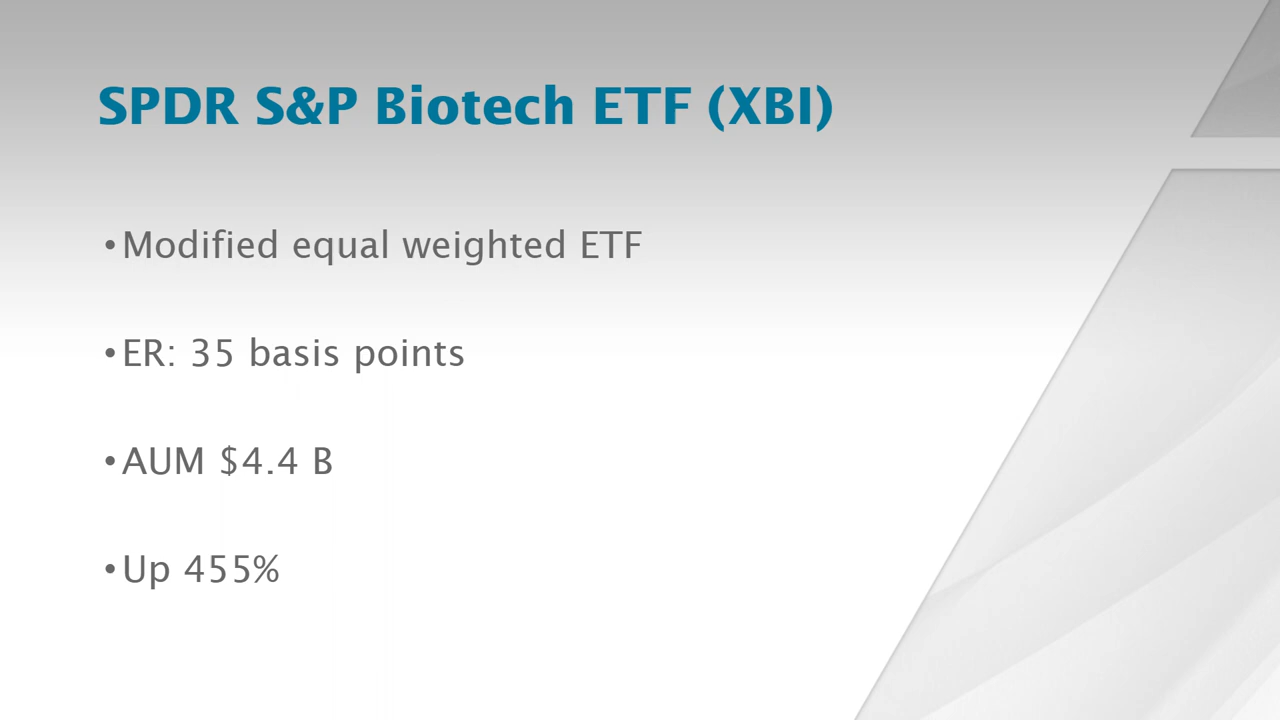 SPDR S&P Biotech ETF (XBI)
•Modified equal weighted ETF
•ER: 35 basis points
•AUM $4.4 B
•Up 455%